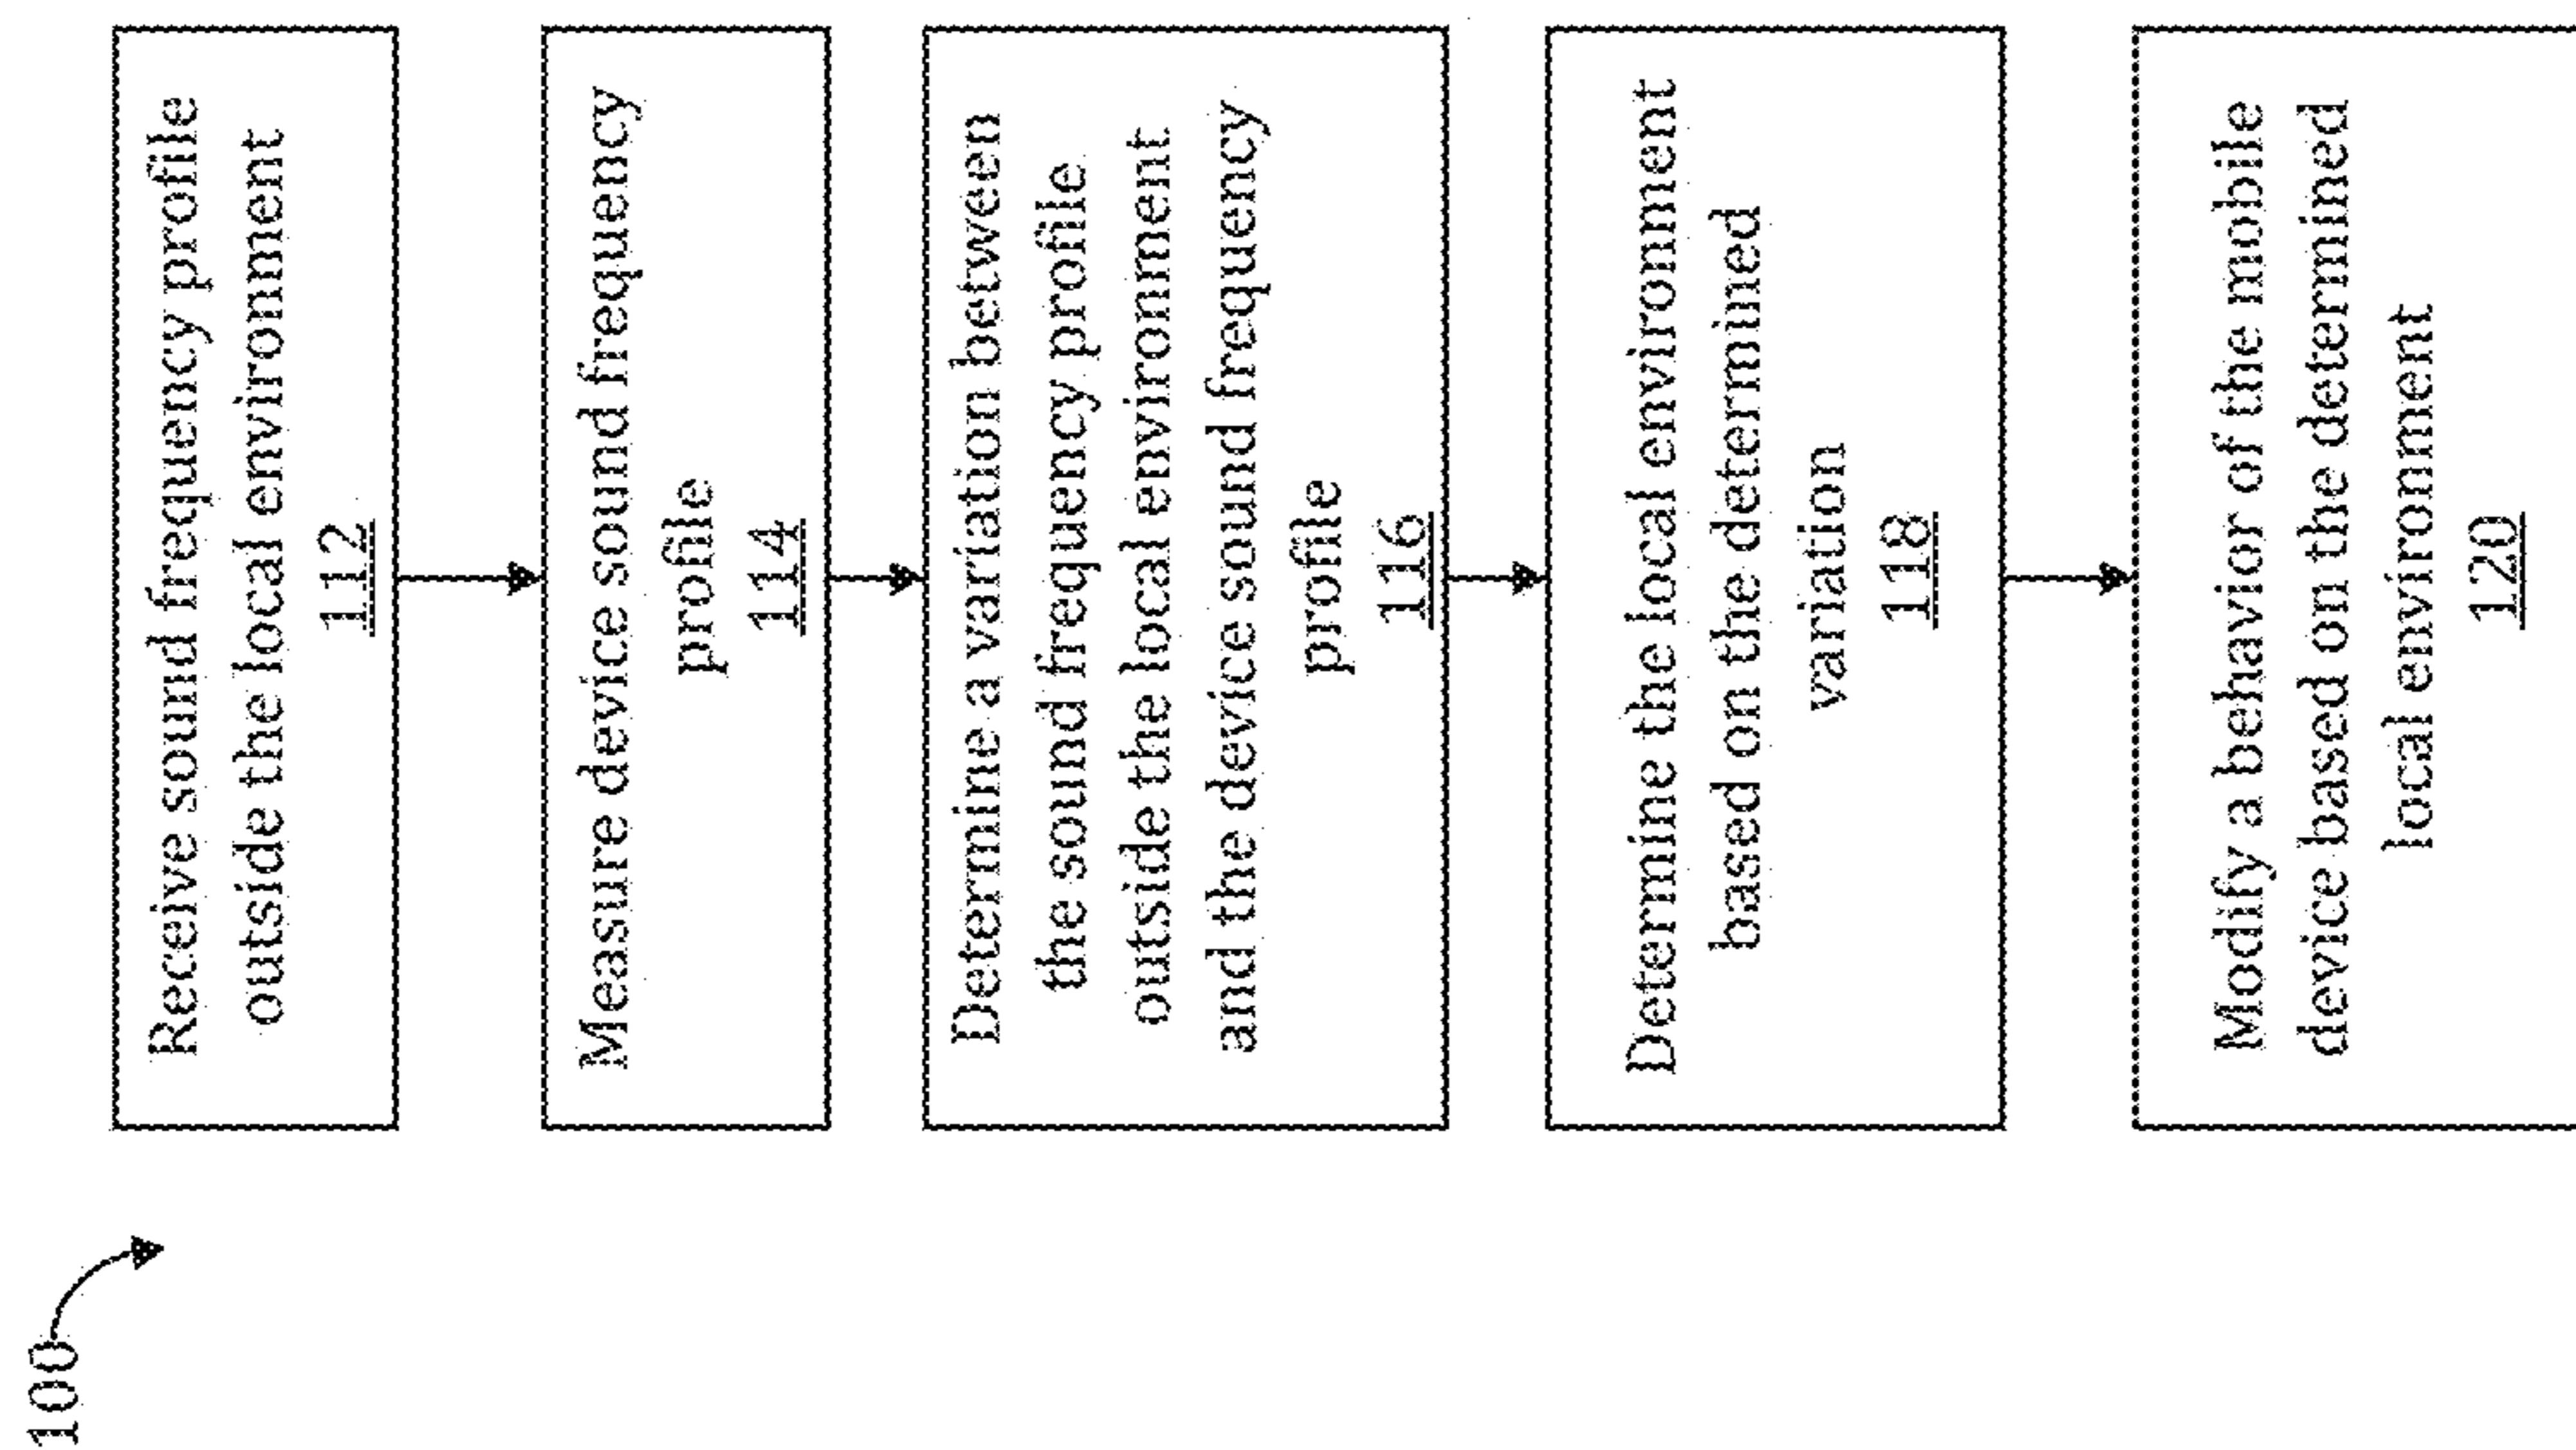 100
Receive sound frequency profile
outside the local environment
112
Measure device sound frequency
profile
114
Determine a variation between
the sound frequency profile
outside the local environment
and the device sound frequency
profile
116
Determine the local environment
based on the determined
variation
118
Modify a behavior of the mobile
device based on the determined
local environment
120